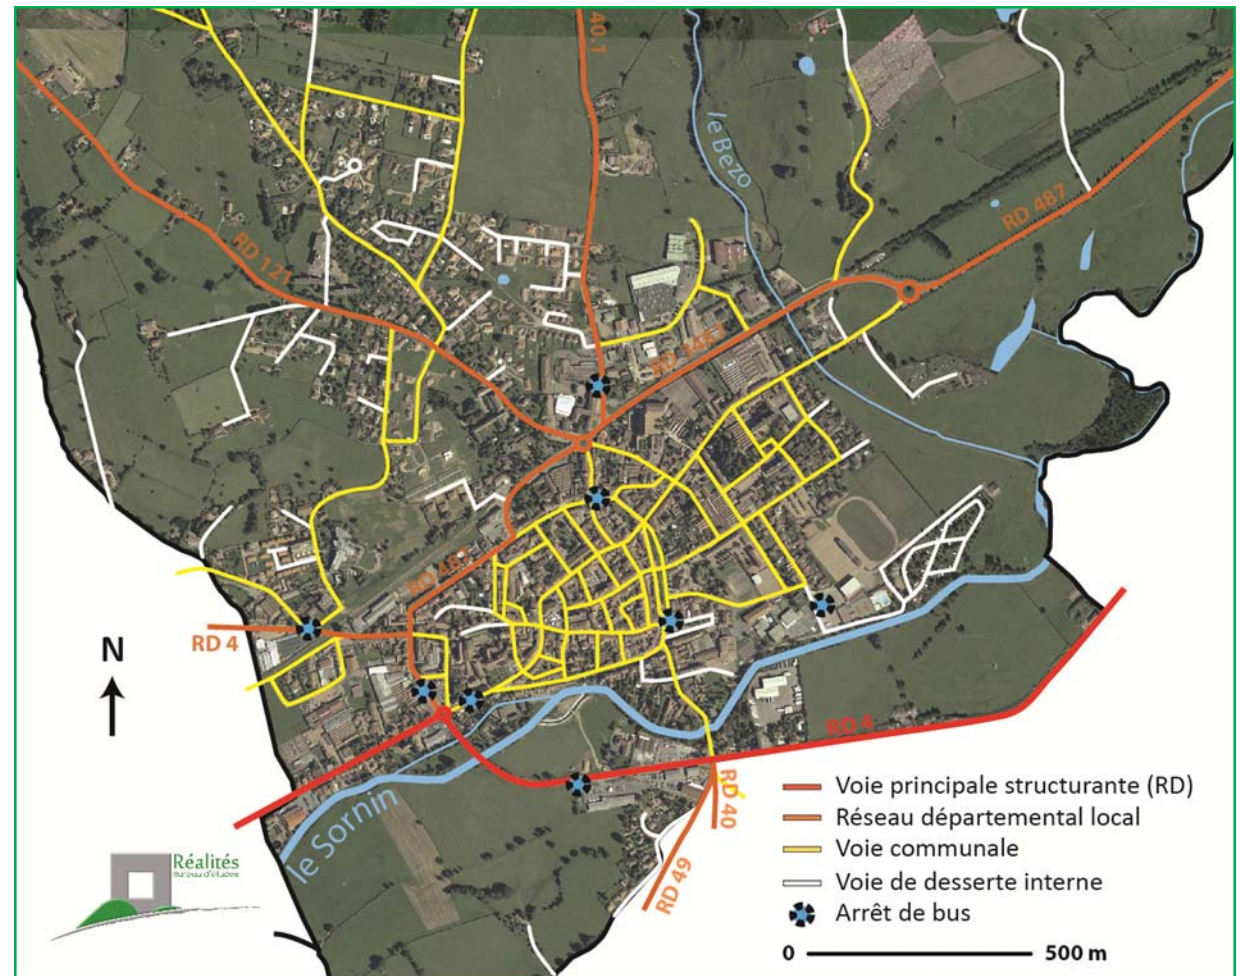 40.1
le Bezo
RD 487
RD 121
RD 487
RD 4
N
RD 4
le Sornin
RD 40
RD 49
Voie principale structurante (RD)
Réseau départemental local
Voie communale
Voie de desserte interne
Arrêt de bus
0 500 m
Réalités
Bureau d'études